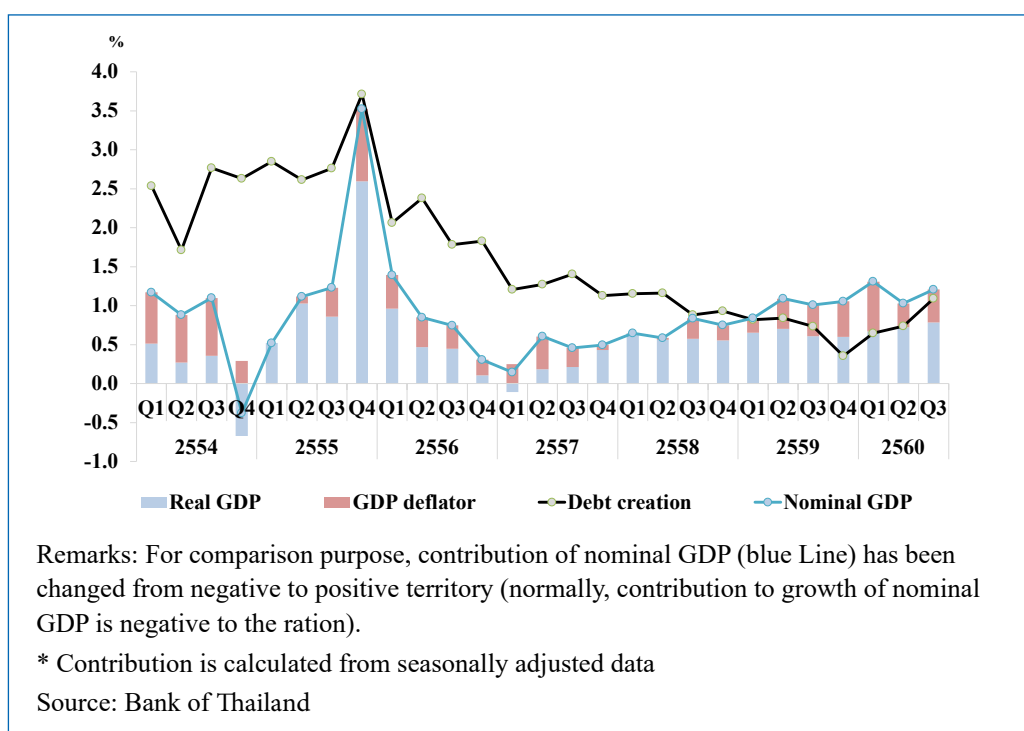 %
4.0
3.5
3.0
2.5
2.0
1.5
1.0
0.5
0.0
-0.5
-1.0
Q1 Q2 Q3 Q4 Q1 Q2 Q3 Q4 Q1 Q2 Q3 Q4 Q1 Q2 Q3 Q4 Q1 Q2 Q3 Q4 Q1 Q2 Q3 Q4 Q1 Q2 Q3
2554 2555 2556 2557 2558 2559 2560
Real GDP GDP deflator Debt creation Nominal GDP
Remarks: For comparison purpose, contribution of nominal GDP (blue Line) has been
changed from negative to positive territory (normally, contribution to growth of nominal
GDP is negative to the ration).
* Contribution is calculated from seasonally adjusted data
Source: Bank of Thailand